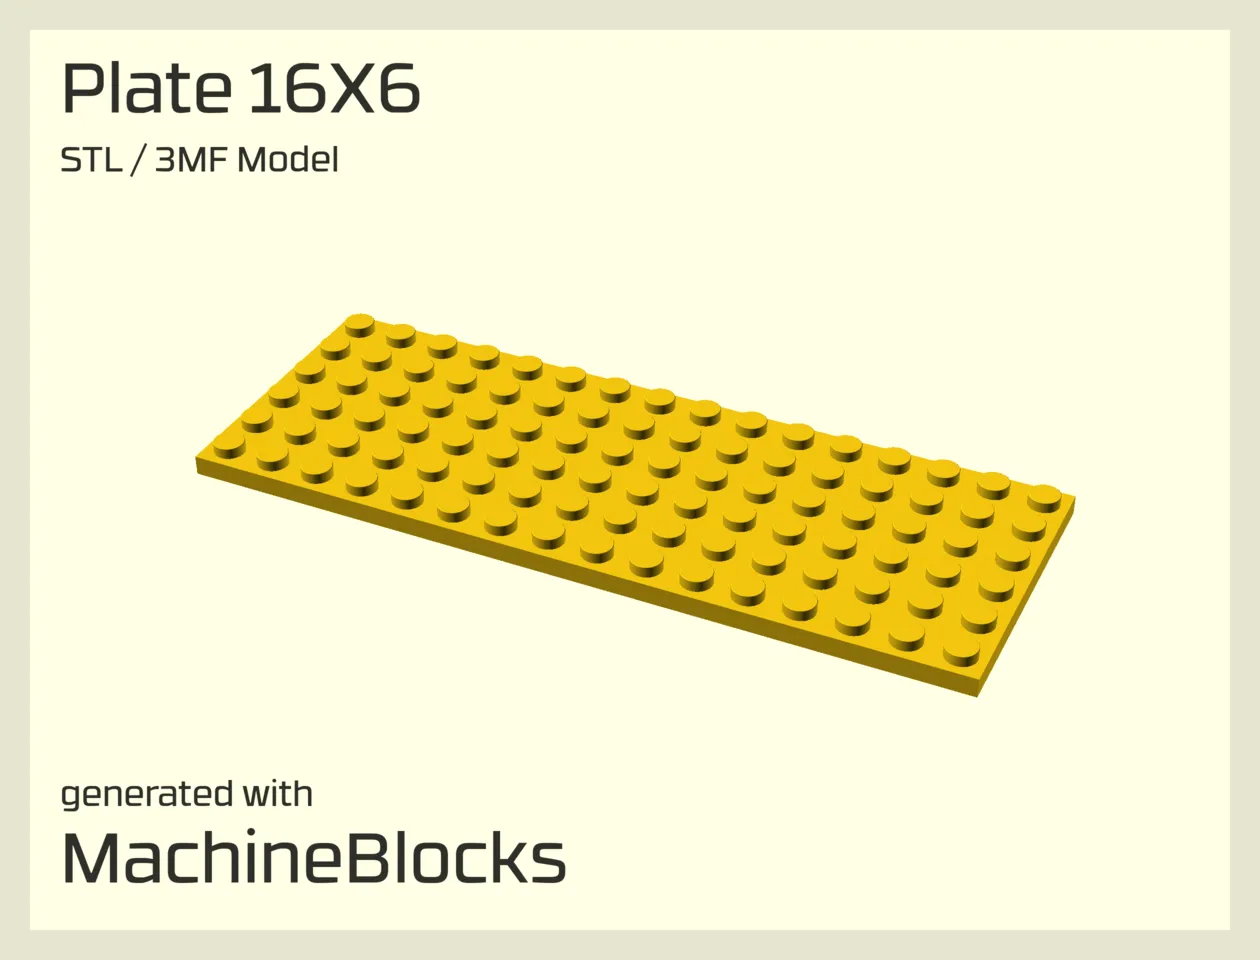 Plate 16X6
STL / 3MF Model
generated with
MachineBlocks